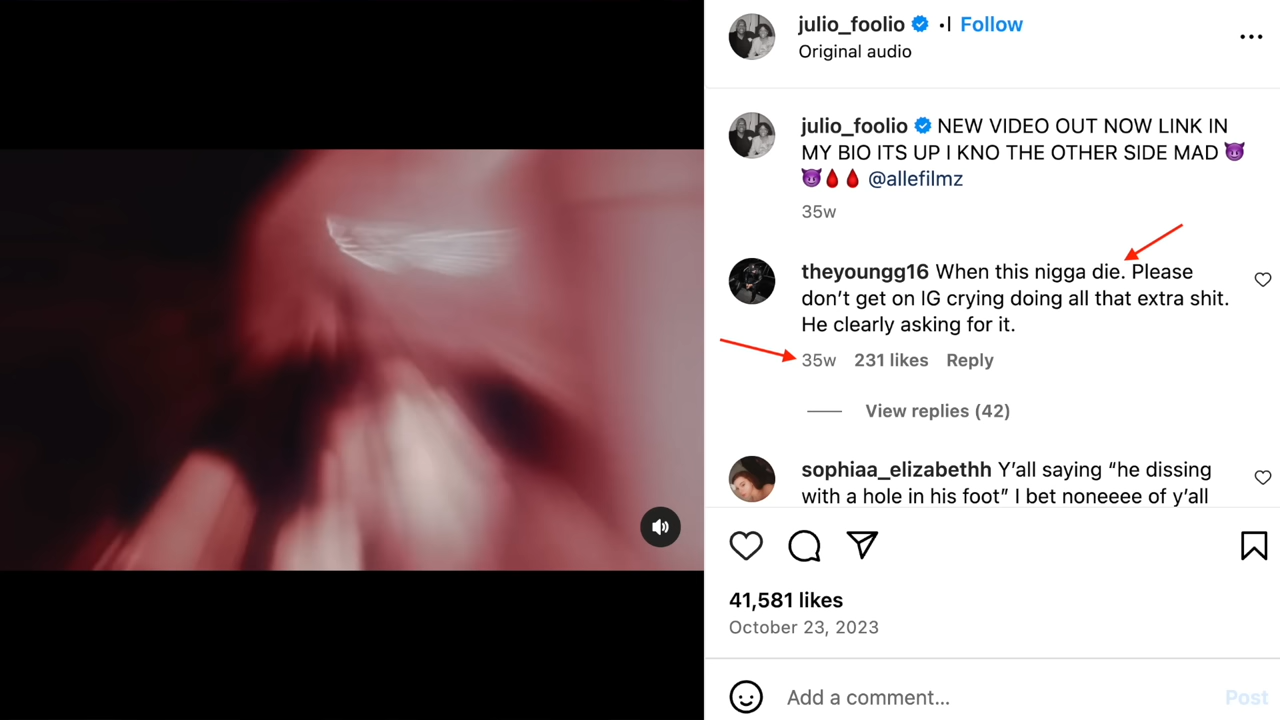 julio_foolio •| Follow
Original audio
julio_foolio NEW VIDEO OUT NOW LINK IN
MY BIO ITS UP I KNO THE OTHER SIDE MAD 😈
😈🩸🩸 @allefilmz
35w
theyoungg16 When this nigga die. Please
don’t get on IG crying doing all that extra shit.
He clearly asking for it.
35w 231 likes Reply
View replies (42)
sophiaa_elizabethh Y’all saying “he dissing
with a hole in his foot” I bet noneeee of y’all
41,581 likes
October 23, 2023
Add a comment... Post